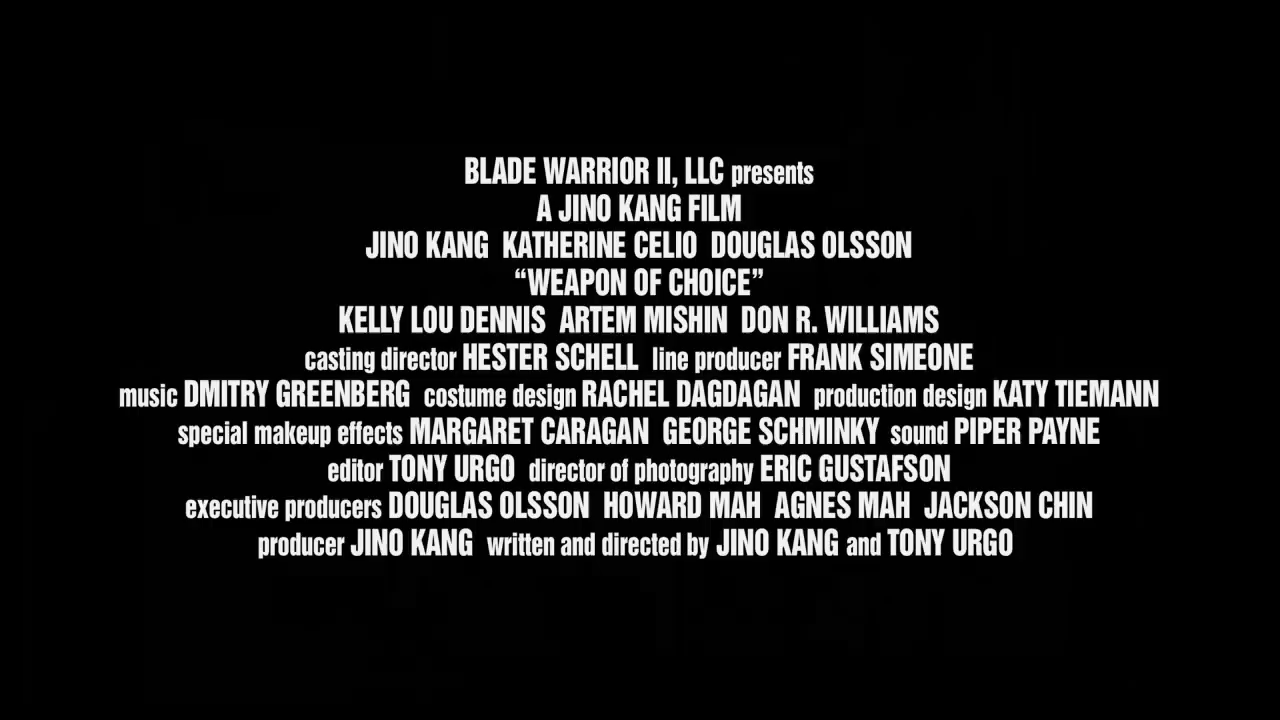 BLADE WARRIOR II, LLC presents
A JINO KANG FILM
JINO KANG KATHERINE CELIO DOUGLAS OLSSON
“WEAPON OF CHOICE”
KELLY LOU DENNIS ARTEM MISHIN DON R. WILLIAMS
casting director HESTER SCHELL line producer FRANK SIMEONE
music DMITRY GREENBERG costume design RACHEL DAGDAGAN production design KATY TIEMANN
special makeup effects MARGARET CARAGAN GEORGE SCHMINKY sound PIPER PAYNE
editor TONY URGO director of photography ERIC GUSTAFSON
executive producers DOUGLAS OLSSON HOWARD MAH AGNES MAH JACKSON CHIN
producer JINO KANG written and directed by JINO KANG and TONY URGO